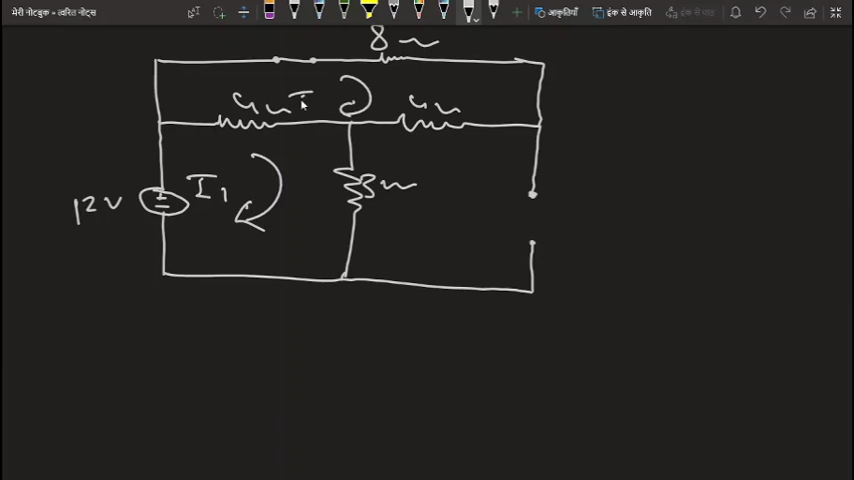 मेरी नोटबुक » त्वरित नोट्स
आकृतियाँ
इंक से आकृति
इंक से पाठ
8 ~
4 ~ I
4 ~
12 V
I1
3 ~